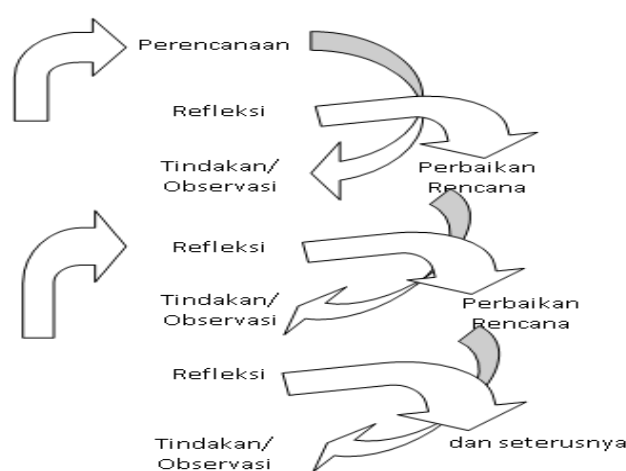 Perencanaan
Refleksi
Tindakan/
Observasi
Perbaikan
Rencana
Refleksi
Tindakan/
Observasi
Perbaikan
Rencana
Refleksi
Tindakan/
Observasi
dan seterusnya